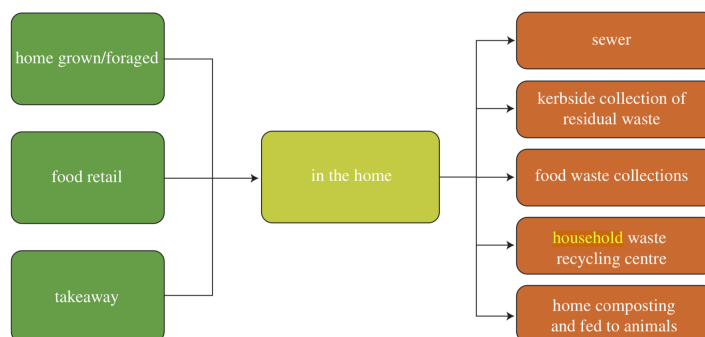 home grown/foraged
food retail
takeaway
in the home
sewer
kerbside collection of
residual waste
food waste collections
household waste
recycling centre
home composting
and fed to animals